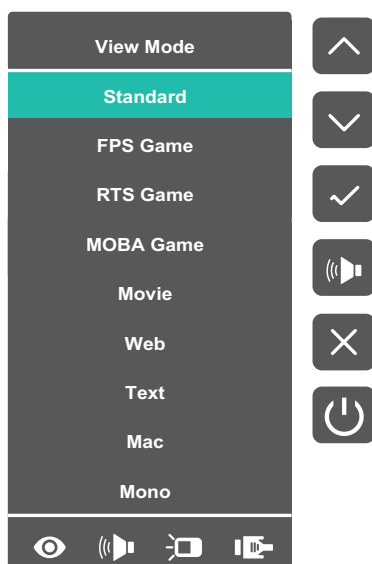 View Mode
Standard
FPS Game
RTS Game
MOBA Game
Movie
Web
Text
Mac
Mono